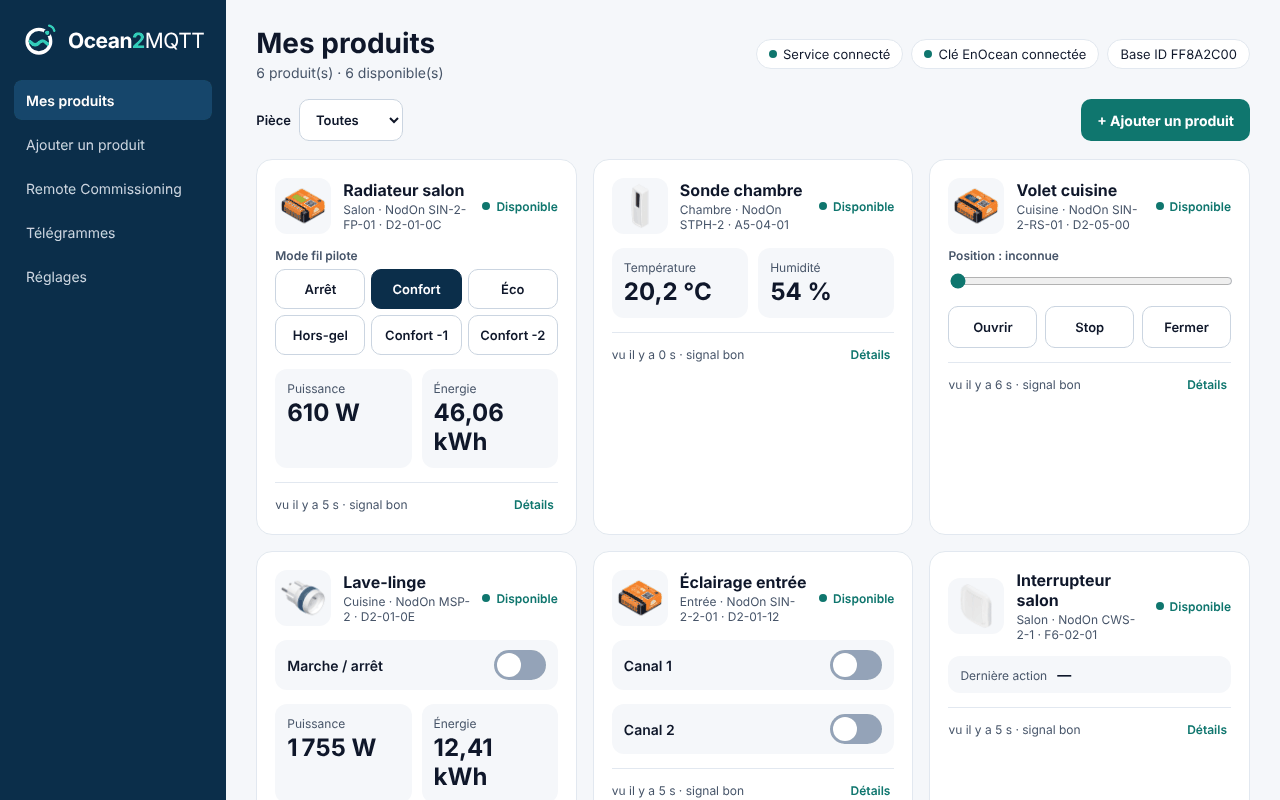 Ocean2MQTT
Mes produits
Ajouter un produit
Remote Commissioning
Télégrammes
Réglages
Mes produits
6 produit(s) · 6 disponible(s)
Service connecté
Clé EnOcean connectée
Base ID FF8A2C00
Pièce
Toutes
+ Ajouter un produit
Radiateur salon
Salon · NodOn SIN-2-
FP-01 · D2-01-0C
Disponible
Mode fil pilote
Arrêt
Confort
Éco
Hors-gel
Confort -1
Confort -2
Puissance
610 W
Énergie
46,06
kWh
vu il y a 5 s · signal bon
Détails
Sonde chambre
Chambre · NodOn
STPH-2 · A5-04-01
Disponible
Température
20,2 °C
Humidité
54 %
vu il y a 0 s · signal bon
Détails
Volet cuisine
Cuisine · NodOn SIN-
2-RS-01 · D2-05-00
Disponible
Position : inconnue
Ouvrir
Stop
Fermer
vu il y a 6 s · signal bon
Détails
Lave-linge
Cuisine · NodOn MSP-
2 · D2-01-0E
Disponible
Marche / arrêt
Puissance
1 755 W
Énergie
12,41
kWh
Éclairage entrée
Entrée · NodOn SIN-
2-2-01 · D2-01-12
Disponible
Canal 1
Canal 2
vu il y a 5 s · signal bon
Détails
Interrupteur
salon
Salon · NodOn CWS-
2-1 · F6-02-01
Disponible
Dernière action —
vu il y a 5 s · signal bon
Détails